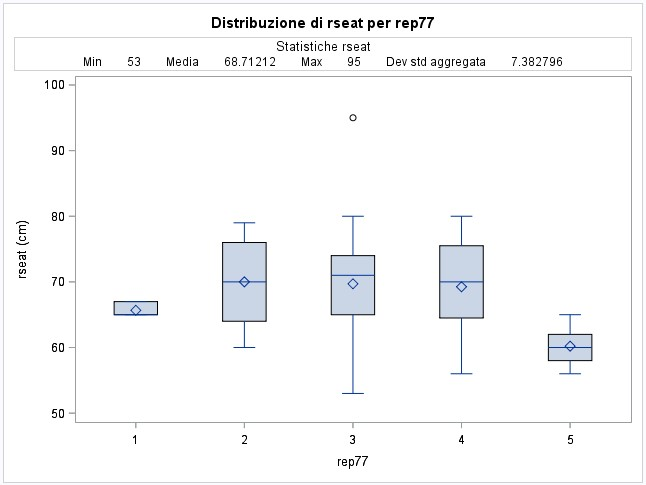 Distribuzione di rseat per rep77
Statistiche rseat
Min 53 Media 68.71212 Max 95 Dev std aggregata 7.382796
100
90
80
70
60
50
rseat (cm)
1 2 3 4 5
rep77